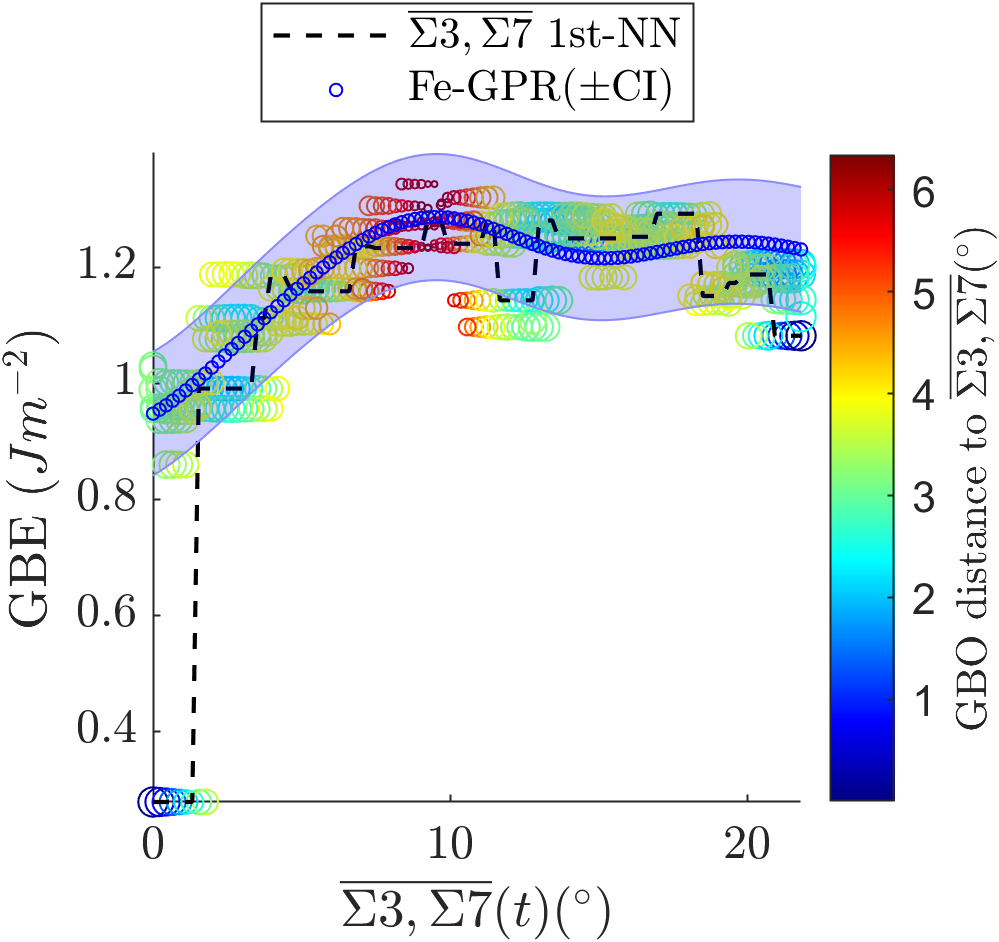 Σ3, Σ7 1st-NN
Fe-GPR(±CI)
GBE (Jm⁻²)
1.2
1
0.8
0.6
0.4
0
10
20
Σ3, Σ7(t)(°)
6
5
4
3
2
1
GBO distance to Σ3, Σ7(°)